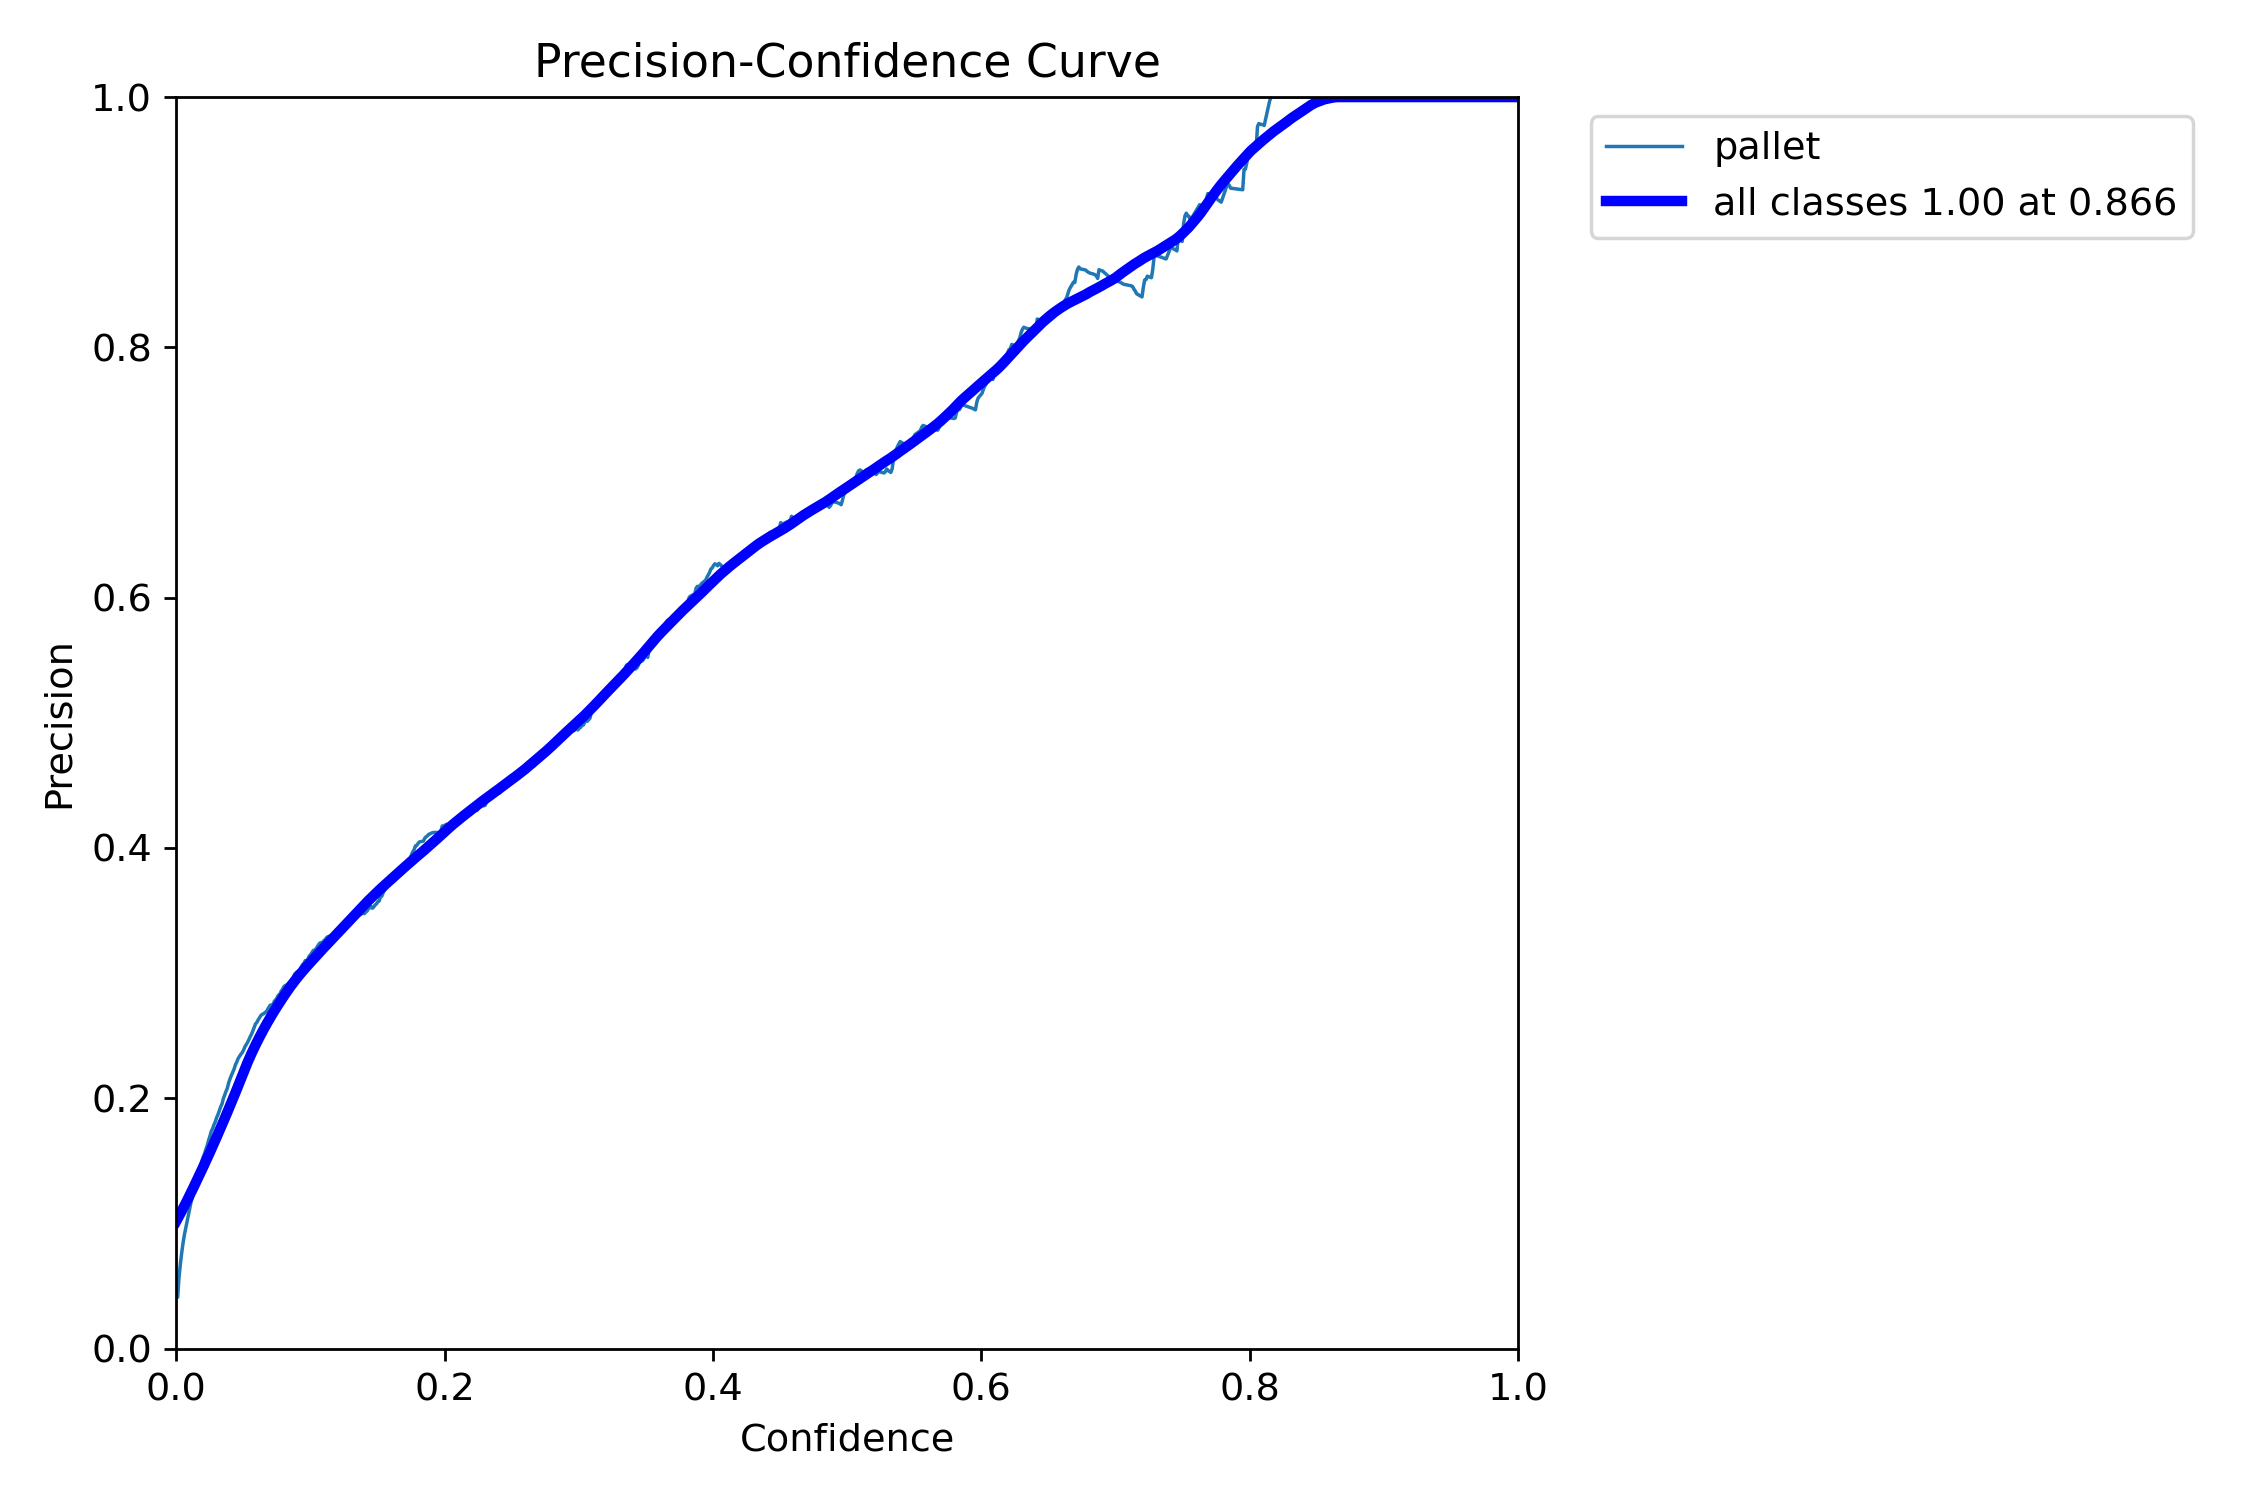 Precision-Confidence Curve
1.0
0.8
0.6
0.4
0.2
0.0
Precision
0.0 0.2 0.4 0.6 0.8 1.0
Confidence
pallet
all classes 1.00 at 0.866